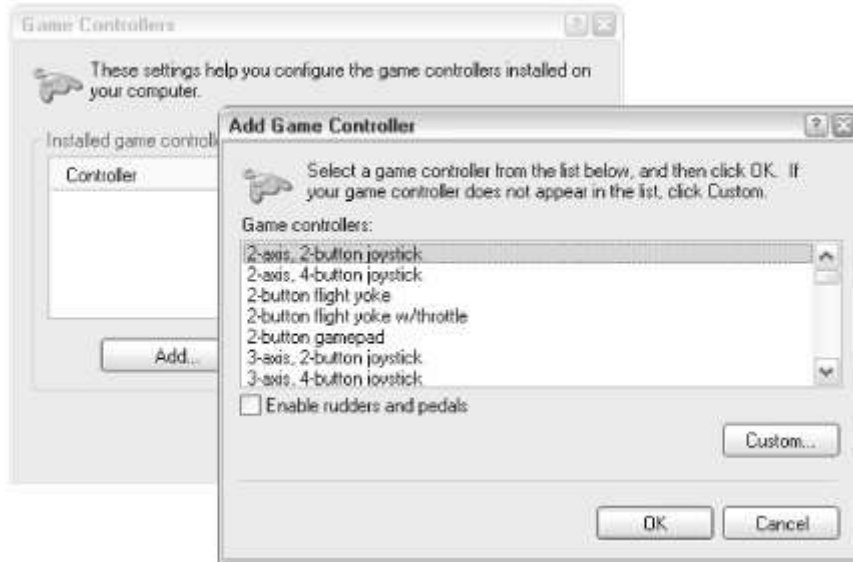 Game Controllers
These settings help you configure the game controllers installed on
your computer.
Installed game controll
Controller
Add...
Add Game Controller
Select a game controller from the list below, and then click OK. If
your game controller does not appear in the list, click Custom.
Game controllers:
2-axis, 2-button joystick
2-axis, 4-button joystick
2-button flight yoke
2-button flight yoke w/throttle
2-button gamepad
3-axis, 2-button joystick
3-axis, 4-button joystick
Enable rudders and pedals
Custom...
OK
Cancel